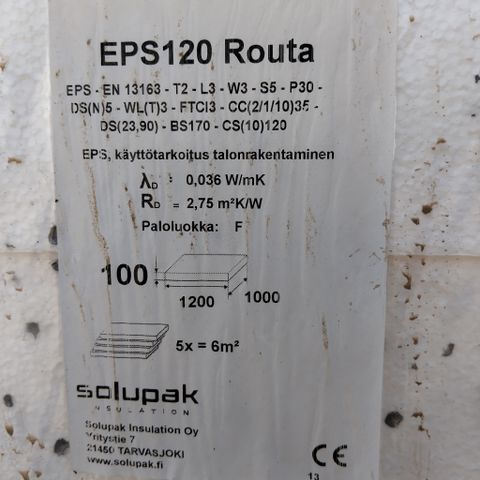 EPS120 Routa
EPS - EN 13163 - T2 - L3 - W3 - S5 - P30 -
DS(N)5 - WL(T)3 - FTCI3 - CC(2/1/10)35 -
DS(23,90) - BS170 - CS(10)120
EPS, käyttötarkoitus talonrakentaminen
λD : 0,036 W/mK
RD = 2,75 m²K/W
Paloluokka: F
100
1200
1000
5x = 6m²
solupak
INSULATION
Solupak Insulation Oy
Yritystie 7
21450 TARVASJOKI
www.solupak.fi
CE
13